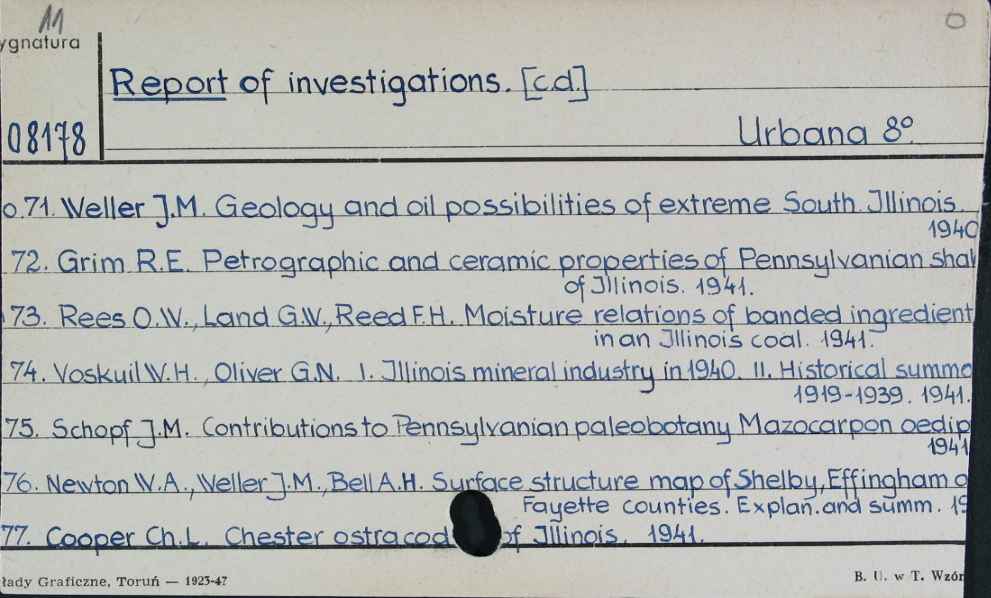 11
ygnatura
Report of investigations. [c.d.]
08178
Urbana 8°
o.71. Weller J.M. Geology and oil possibilities of extreme South. Illinois.
1940
72. Grim R.E. Petrographic and ceramic properties of Pennsylvanian shal
of Illinois. 1941.
73. Rees O.W., Land G.W., Reed F.H. Moisture relations of banded ingredient
in an Illinois coal. 1941.
74. Voskuil W.H., Oliver G.N. I. Illinois mineral industry in 1940. II. Historical summa
1919-1939. 1941.
75. Schopf J.M. Contributions to Pennsylvanian paleobotany Mazocarpon oedip
1941
76. Newton W.A., Weller J.M., Bell A.H. Surface structure map of Shelby, Effingham a
Fayette counties. Explan. and summ. 19
77. Cooper Ch.L. Chester ostracod of Illinois. 1941.
łady Graficzne, Toruń — 1923-47
B. U. w T. Wzór